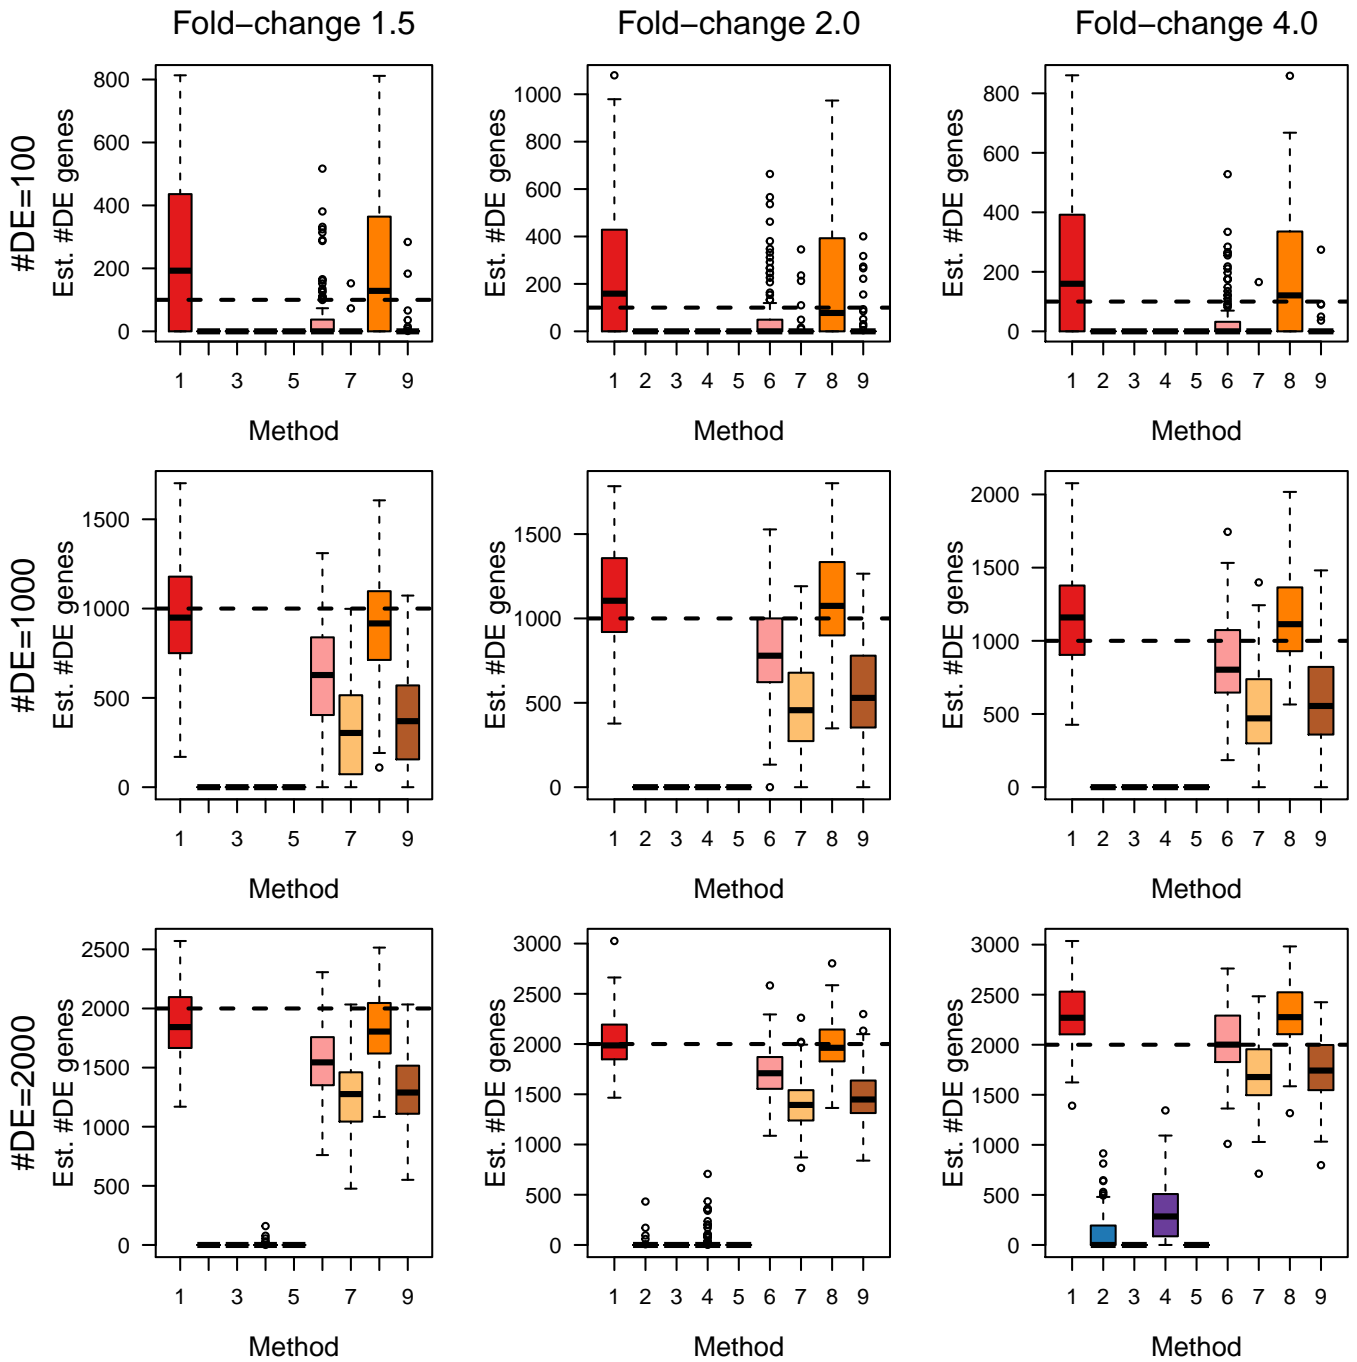 Fold−change 1.5
Fold−change 2.0
Fold−change 4.0
#DE=100
Est. #DE genes
0
200
400
600
800
1 3 5 7 9
Method
Est. #DE genes
0
200
400
600
800
1000
1 2 3 4 5 6 7 8 9
Method
Est. #DE genes
0
200
400
600
800
1 2 3 4 5 6 7 8 9
Method
#DE=1000
Est. #DE genes
0
500
1000
1500
1 3 5 7 9
Method
Est. #DE genes
0
500
1000
1500
1 2 3 4 5 6 7 8 9
Method
Est. #DE genes
0
500
1000
1500
2000
1 2 3 4 5 6 7 8 9
Method
#DE=2000
Est. #DE genes
0
500
1000
1500
2000
2500
1 3 5 7 9
Method
Est. #DE genes
0
500
1000
1500
2000
2500
3000
1 2 3 4 5 6 7 8 9
Method
Est. #DE genes
0
500
1000
1500
2000
2500
3000
1 2 3 4 5 6 7 8 9
Method